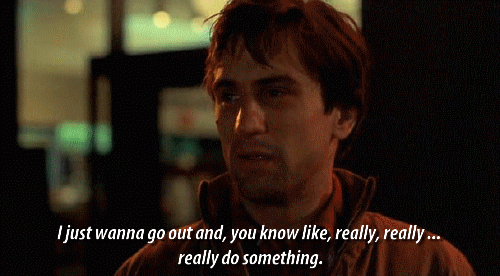 I just wanna go out and, you know like, really, really ...
really do something.